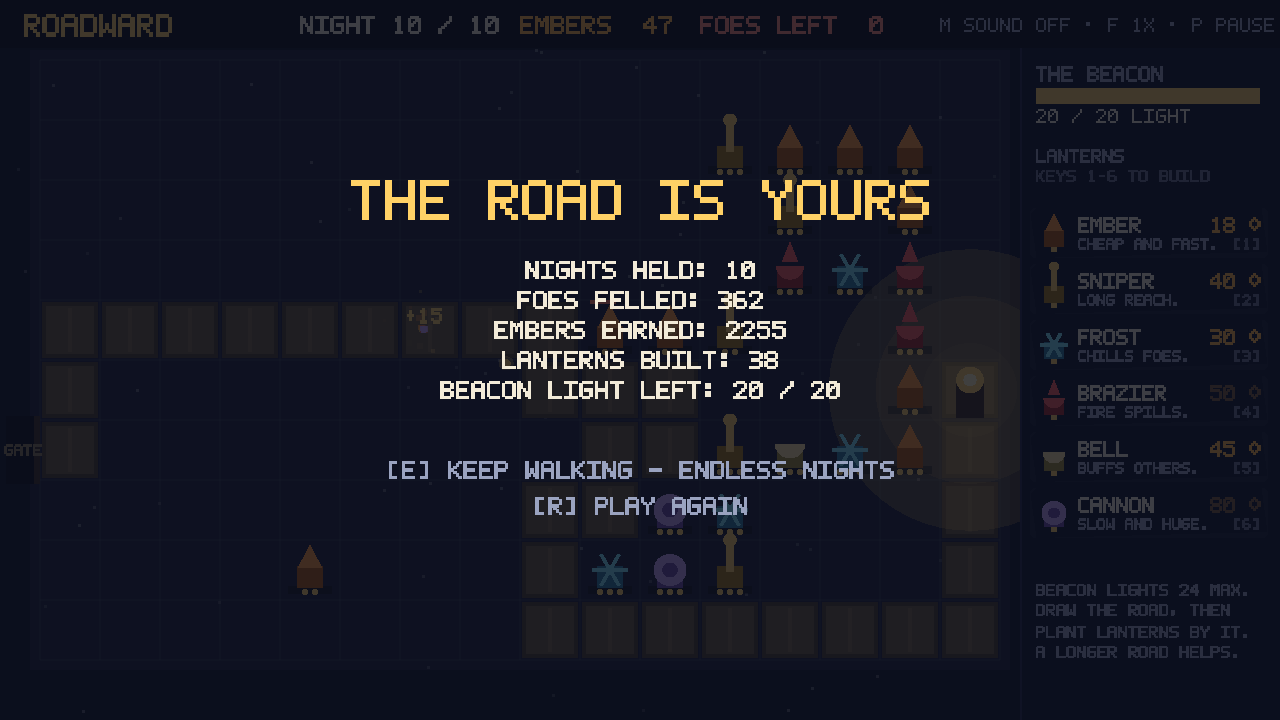 ROADWARD
NIGHT 10 / 10 EMBERS 47 FOES LEFT 0
M SOUND OFF • F 1X • P PAUSE
THE BEACON
20 / 20 LIGHT
LANTERNS
KEYS 1-6 TO BUILD
EMBER 18
CHEAP AND FAST. [1]
SNIPER 40
LONG REACH. [2]
FROST 30
CHILLS FOES. [3]
BRAZIER 50
FIRE SPILLS. [4]
BELL 45
BUFFS OTHERS. [5]
CANNON 80
SLOW AND HUGE. [6]
BEACON LIGHTS 24 MAX.
DRAW THE ROAD, THEN
PLANT LANTERNS BY IT.
A LONGER ROAD HELPS.
GATE
+15
THE ROAD IS YOURS
NIGHTS HELD: 10
FOES FELLED: 362
EMBERS EARNED: 2255
LANTERNS BUILT: 38
BEACON LIGHT LEFT: 20 / 20
[E] KEEP WALKING - ENDLESS NIGHTS
[R] PLAY AGAIN